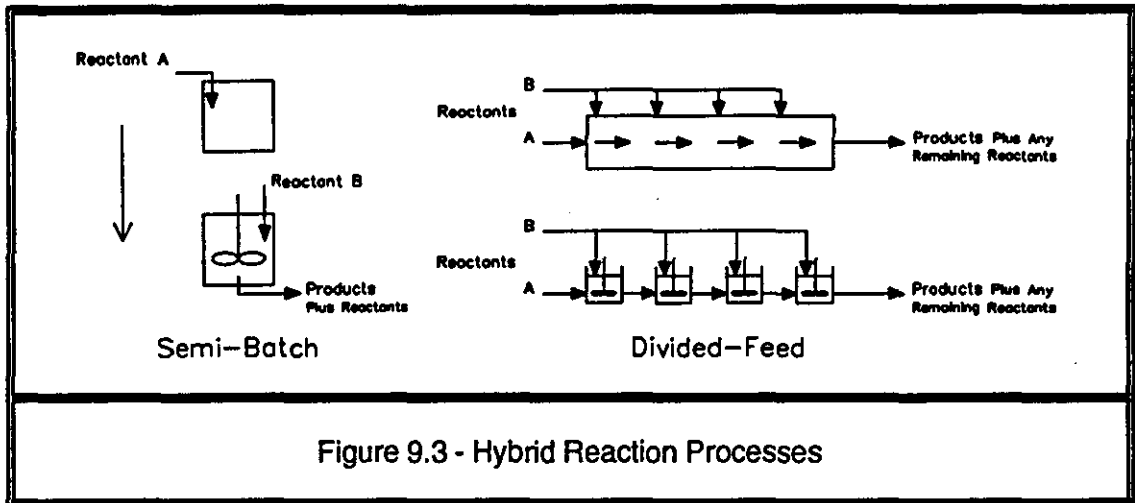 Reactant A
Reactant B
Products
Plus Reactants
Semi-Batch
B
Reactants
A
Products Plus Any
Remaining Reactants
B
Reactants
A
Products Plus Any
Remaining Reactants
Divided-Feed
Figure 9.3 - Hybrid Reaction Processes